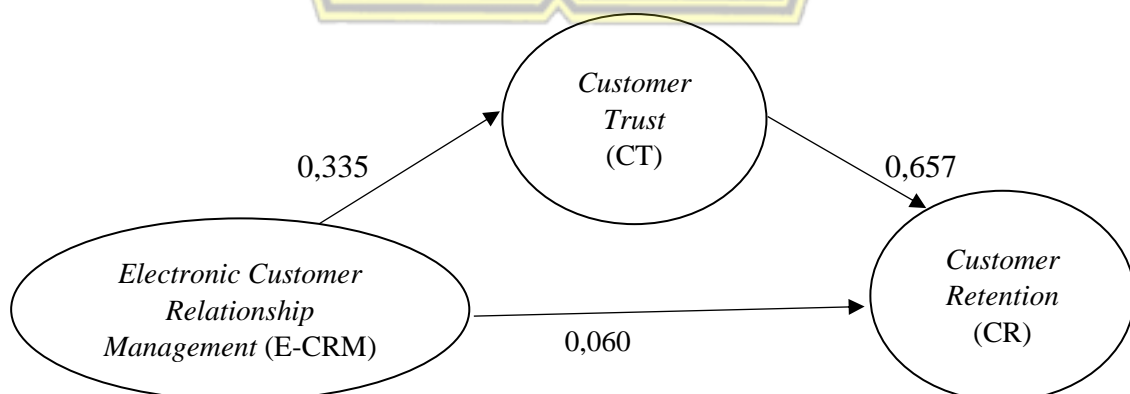 Customer
Trust
(CT)
0,335
0,657
Electronic Customer
Relationship
Management (E-CRM)
0,060
Customer
Retention
(CR)